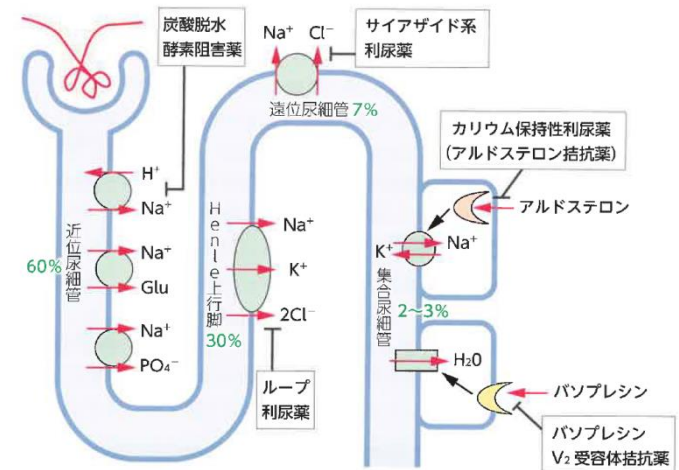 炭酸脱水
酵素阻害薬
Na⁺ Cl⁻
サイアザイド系
利尿薬
遠位尿細管 7%
カリウム保持性利尿薬
(アルドステロン拮抗薬)
アルドステロン
H⁺
Na⁺
近位尿細管
60%
Na⁺
Glu
Na⁺
PO₄⁻
Henle上行脚
30%
Na⁺
K⁺
2Cl⁻
ループ
利尿薬
K⁺
Na⁺
集合尿細管
2〜3%
H₂0
バソプレシン
バソプレシン
V₂ 受容体拮抗薬